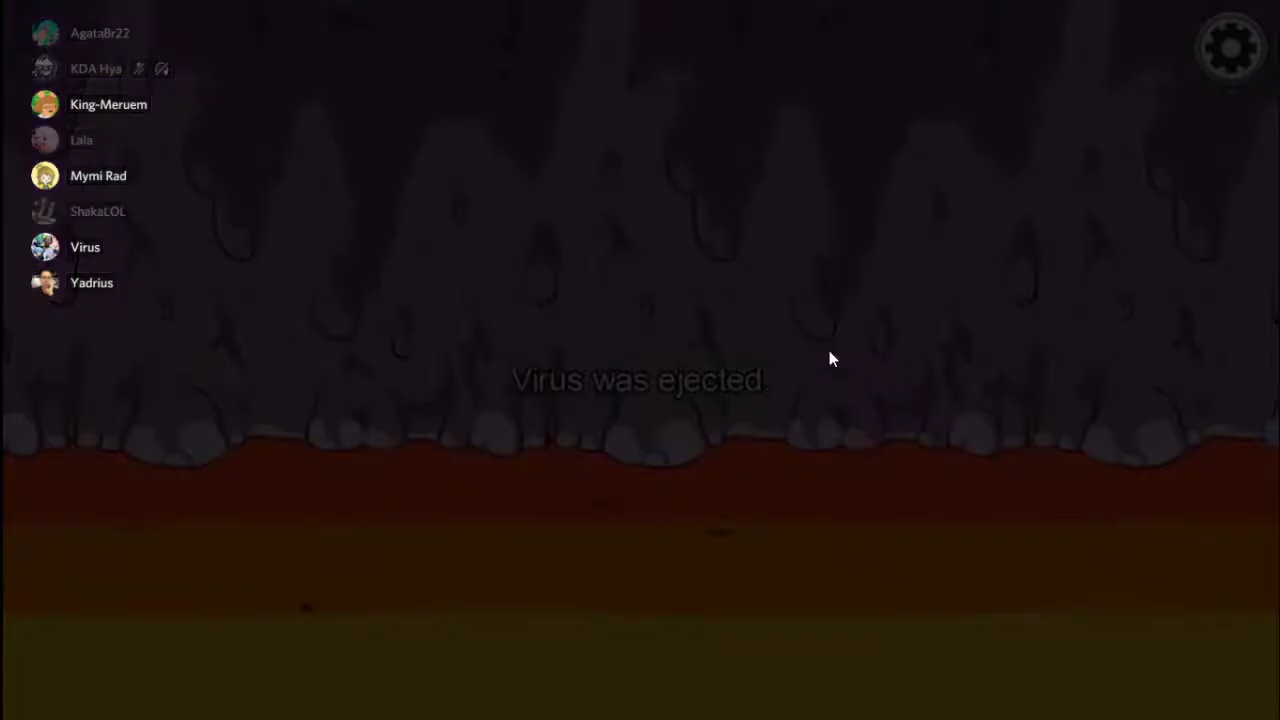 AgataBr22
KDA Hya
King-Meruem
Lala
Mymi Rad
ShakaLOL
Virus
Yadrius
Virus was ejected.